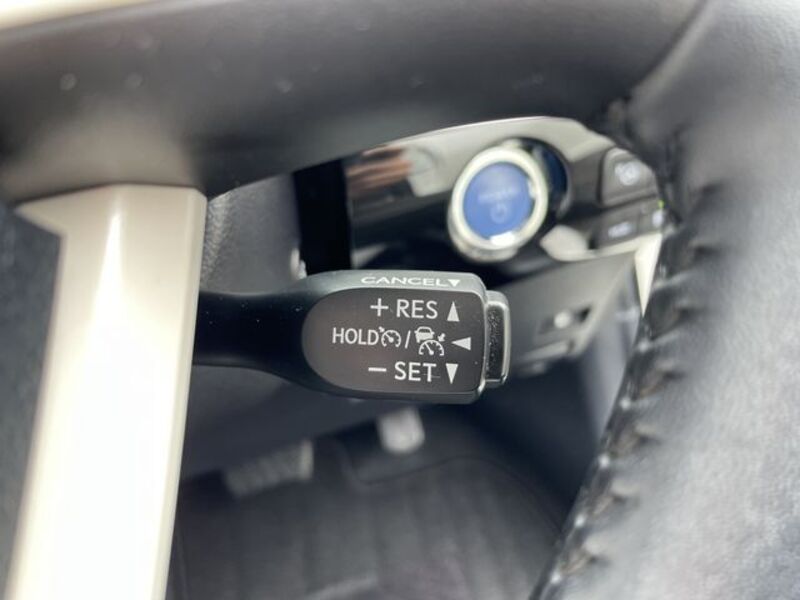 CANCEL▼
+ RES ▲
HOLD / ◀
− SET ▼